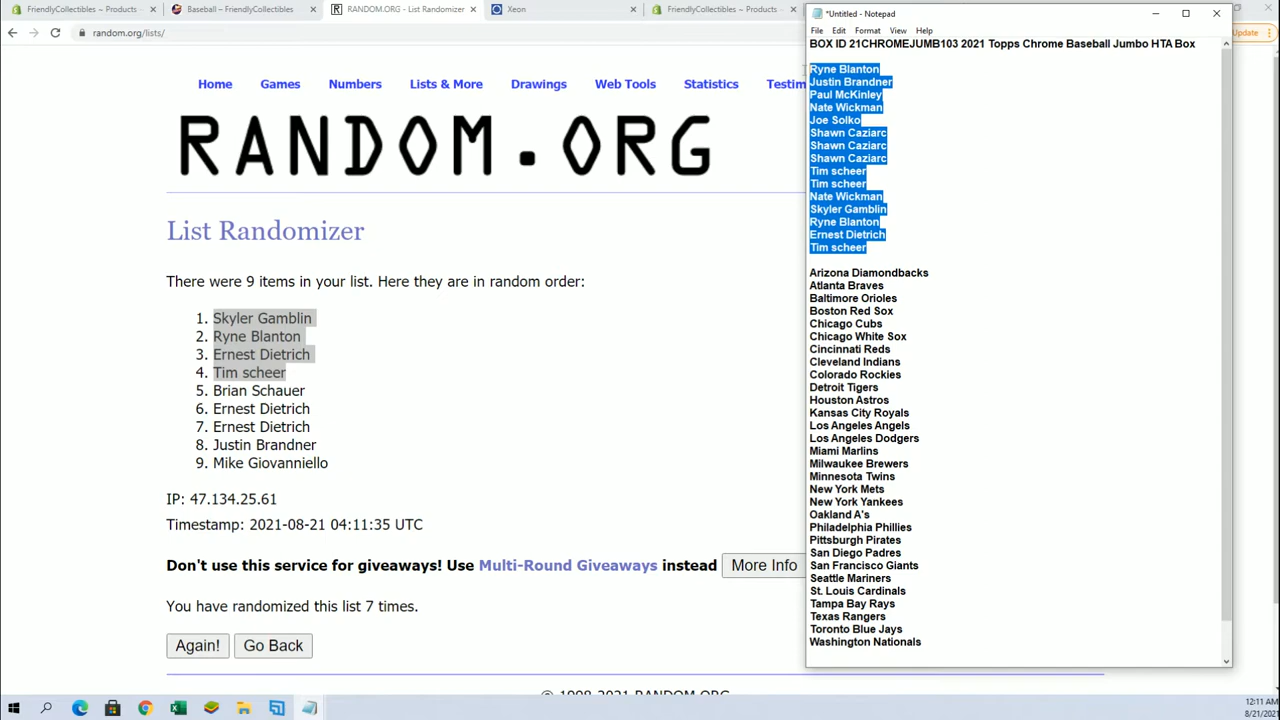 FriendlyCollectibles ~ Products
Baseball – FriendlyCollectibles
RANDOM.ORG - List Randomizer
Xeon
FriendlyCollectibles ~ Products
Update
random.org/lists/
Home
Games
Numbers
Lists & More
Drawings
Web Tools
Statistics
Testim
RANDOM.ORG
List Randomizer
There were 9 items in your list. Here they are in random order:
1. Skyler Gamblin
2. Ryne Blanton
3. Ernest Dietrich
4. Tim scheer
5. Brian Schauer
6. Ernest Dietrich
7. Ernest Dietrich
8. Justin Brandner
9. Mike Giovanniello
IP: 47.134.25.61
Timestamp: 2021-08-21 04:11:35 UTC
Don't use this service for giveaways! Use Multi-Round Giveaways instead
More Info
You have randomized this list 7 times.
Again!
Go Back
© 1998-2021 RANDOM.ORG
*Untitled - Notepad
File Edit Format View Help
BOX ID 21CHROMEJUMB103 2021 Topps Chrome Baseball Jumbo HTA Box
Ryne Blanton
Justin Brandner
Paul McKinley
Nate Wickman
Joe Solko
Shawn Caziarc
Shawn Caziarc
Shawn Caziarc
Tim scheer
Tim scheer
Nate Wickman
Skyler Gamblin
Ryne Blanton
Ernest Dietrich
Tim scheer
Arizona Diamondbacks
Atlanta Braves
Baltimore Orioles
Boston Red Sox
Chicago Cubs
Chicago White Sox
Cincinnati Reds
Cleveland Indians
Colorado Rockies
Detroit Tigers
Houston Astros
Kansas City Royals
Los Angeles Angels
Los Angeles Dodgers
Miami Marlins
Milwaukee Brewers
Minnesota Twins
New York Mets
New York Yankees
Oakland A's
Philadelphia Phillies
Pittsburgh Pirates
San Diego Padres
San Francisco Giants
Seattle Mariners
St. Louis Cardinals
Tampa Bay Rays
Texas Rangers
Toronto Blue Jays
Washington Nationals
12:11 AM
8/21/2021